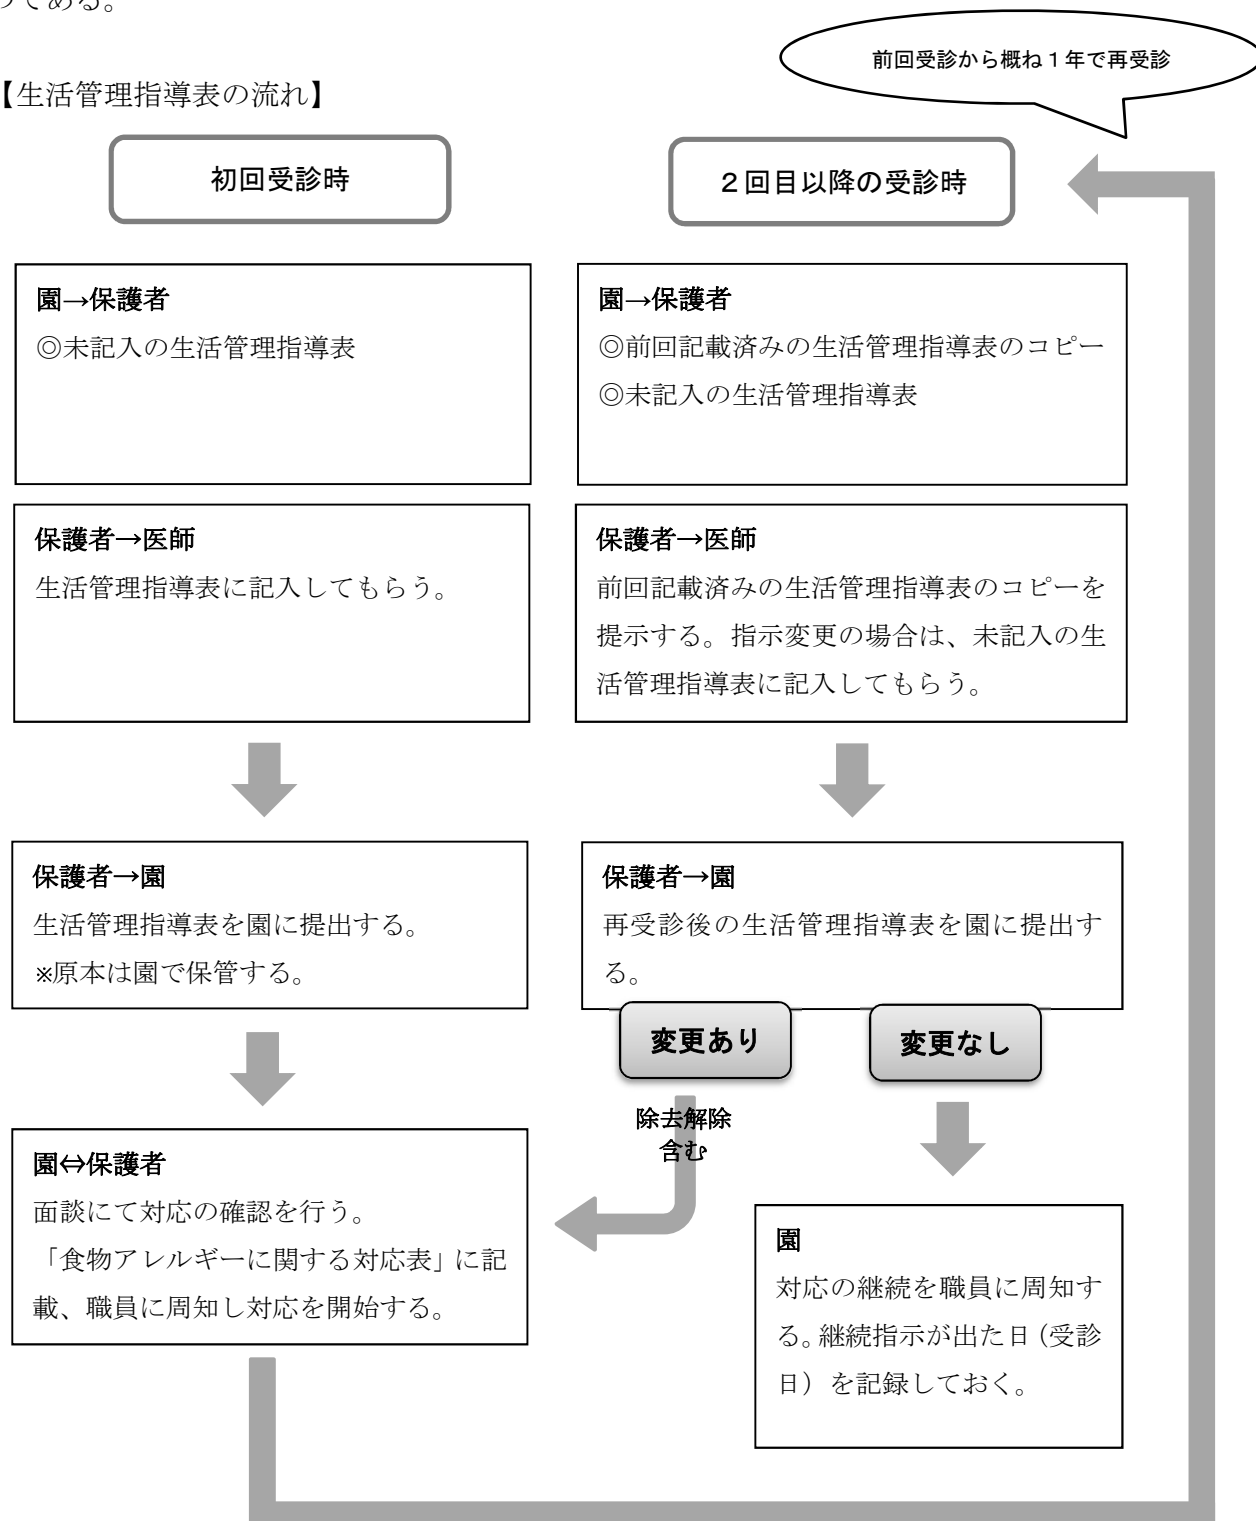 前回受診から概ね１年で再受診
【生活管理指導表の流れ】
初回受診時
園→保護者
◎未記入の生活管理指導表
保護者→医師
生活管理指導表に記入してもらう。
保護者→園
生活管理指導表を園に提出する。
※原本は園で保管する。
園⇔保護者
面談にて対応の確認を行う。
「食物アレルギーに関する対応表」に記
載、職員に周知し対応を開始する。
２回目以降の受診時
園→保護者
◎前回記載済みの生活管理指導表のコピー
◎未記入の生活管理指導表
保護者→医師
前回記載済みの生活管理指導表のコピーを
提示する。指示変更の場合は、未記入の生
活管理指導表に記入してもらう。
保護者→園
再受診後の生活管理指導表を園に提出す
る。
変更あり
除去解除
含む
変更なし
園
対応の継続を職員に周知す
る。継続指示が出た日（受診
日）を記録しておく。